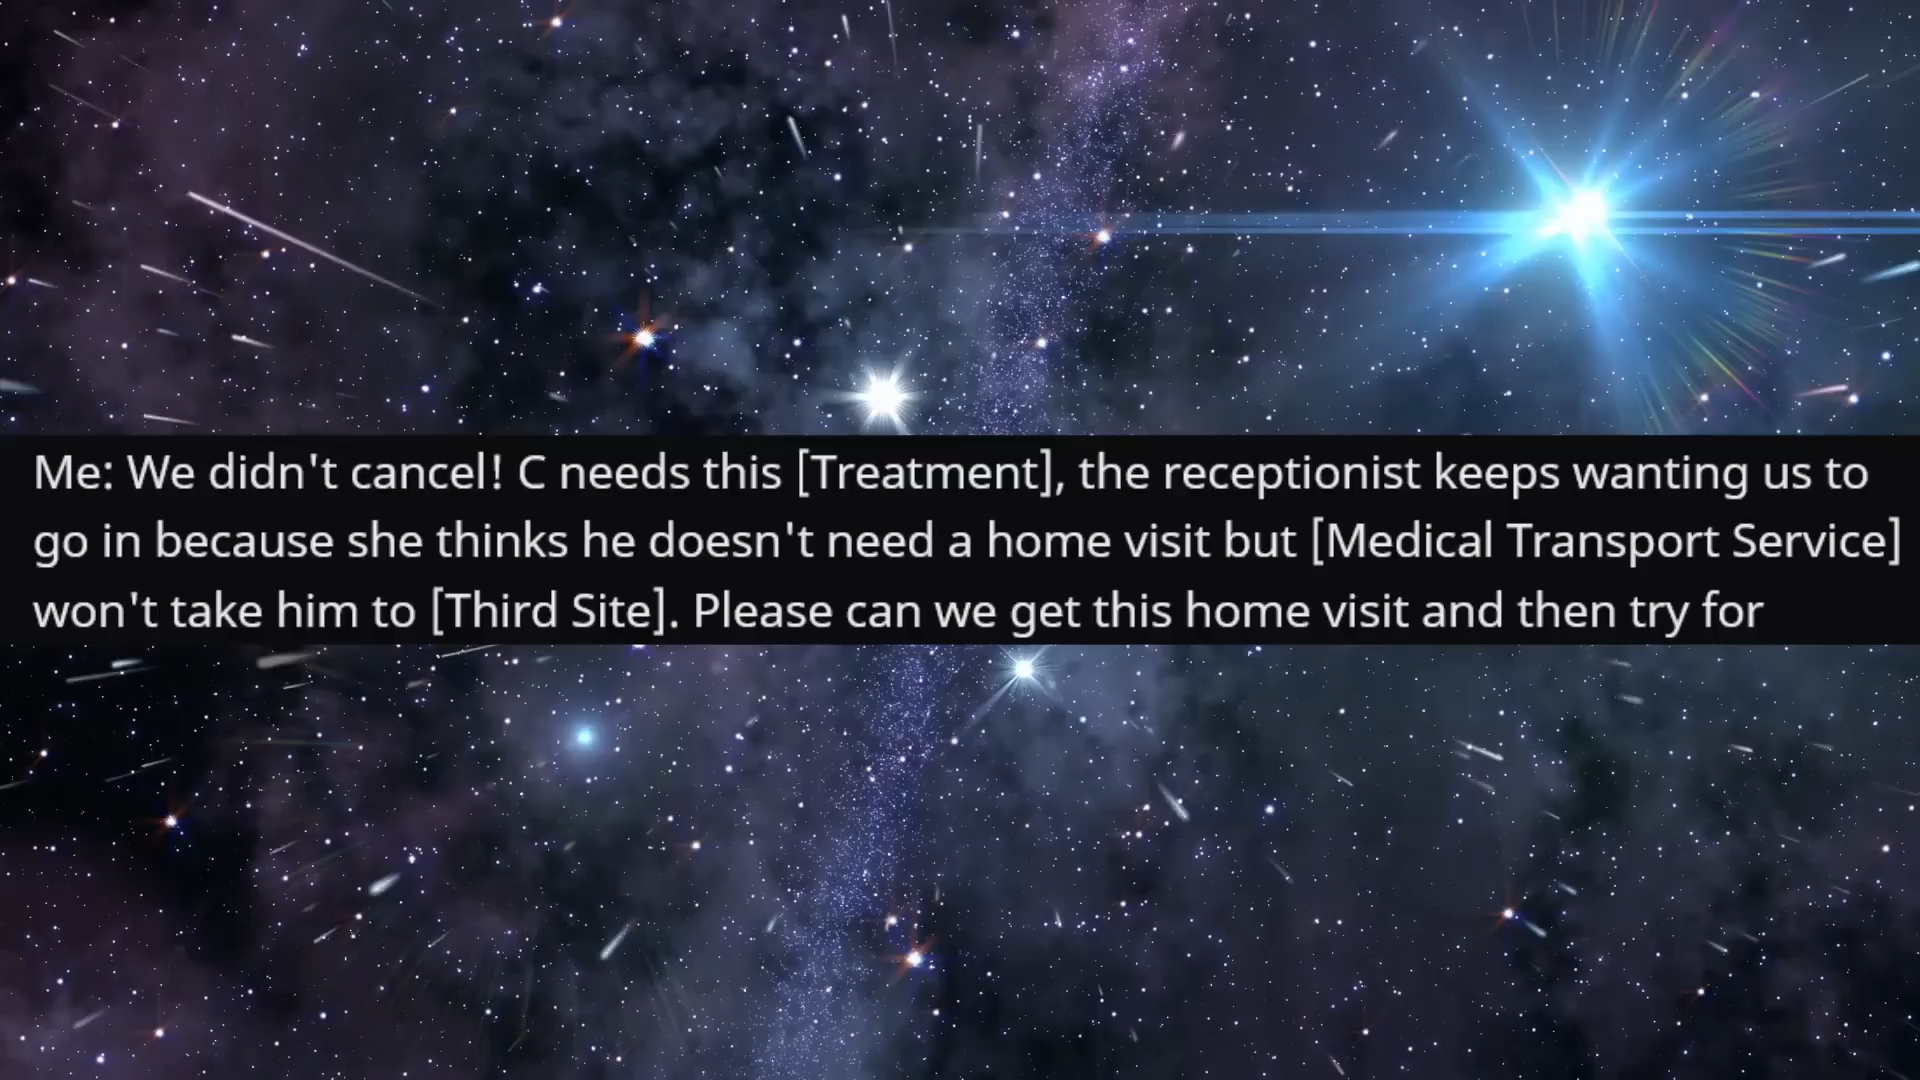 Me: We didn't cancel! C needs this [Treatment], the receptionist keeps wanting us to
go in because she thinks he doesn't need a home visit but [Medical Transport Service]
won't take him to [Third Site]. Please can we get this home visit and then try for